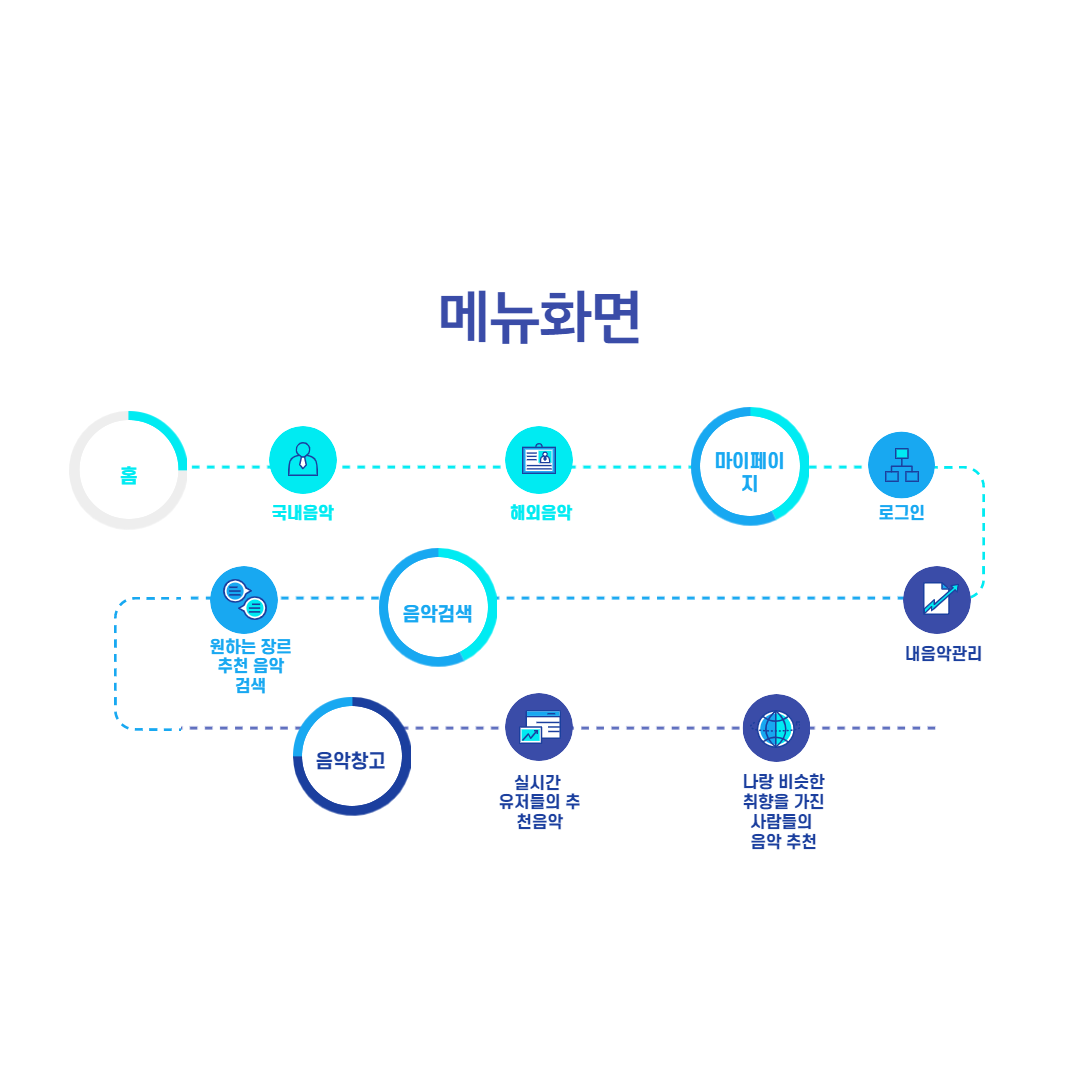 메뉴화면
홈
국내음악
해외음악
마이페이
지
로그인
내음악관리
음악검색
원하는 장르
추천 음악
검색
음악창고
실시간
유저들의 추
천음악
나랑 비슷한
취향을 가진
사람들의
음악 추천